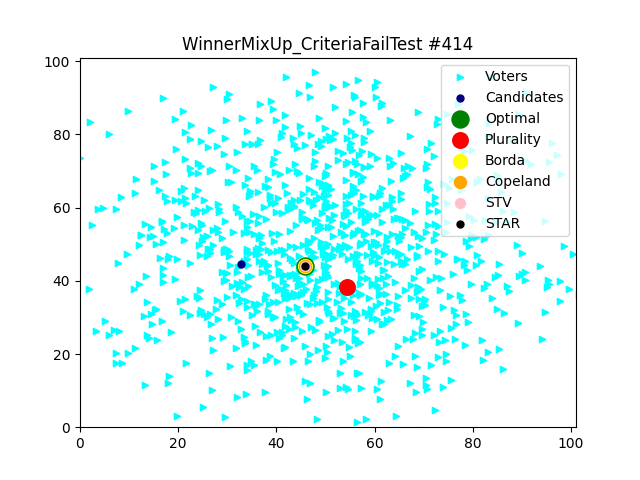 WinnerMixUp_CriteriaFailTest #414
100
80
60
40
20
0
0
20
40
60
80
100
Voters
Candidates
Optimal
Plurality
Borda
Copeland
STV
STAR